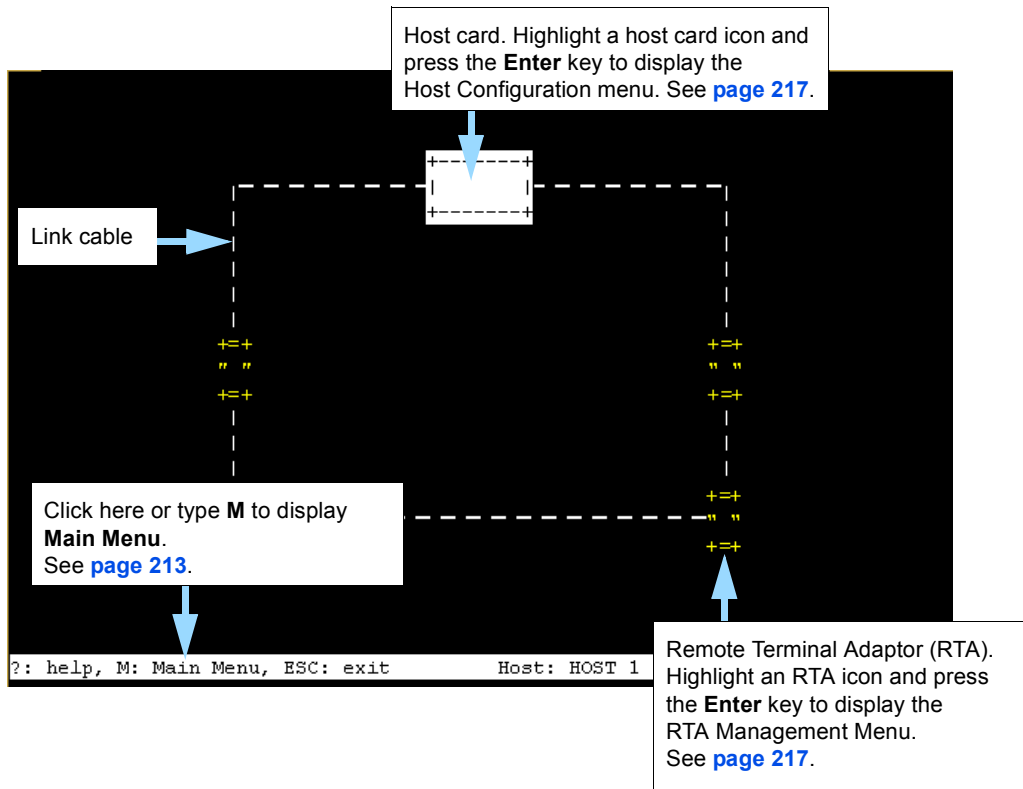 Host card. Highlight a host card icon and
press the Enter key to display the
Host Configuration menu. See page 217.
Link cable
Click here or type M to display
Main Menu.
See page 213.
?: help, M: Main Menu, ESC: exit Host: HOST 1
Remote Terminal Adaptor (RTA).
Highlight an RTA icon and press
the Enter key to display the
RTA Management Menu.
See page 217.